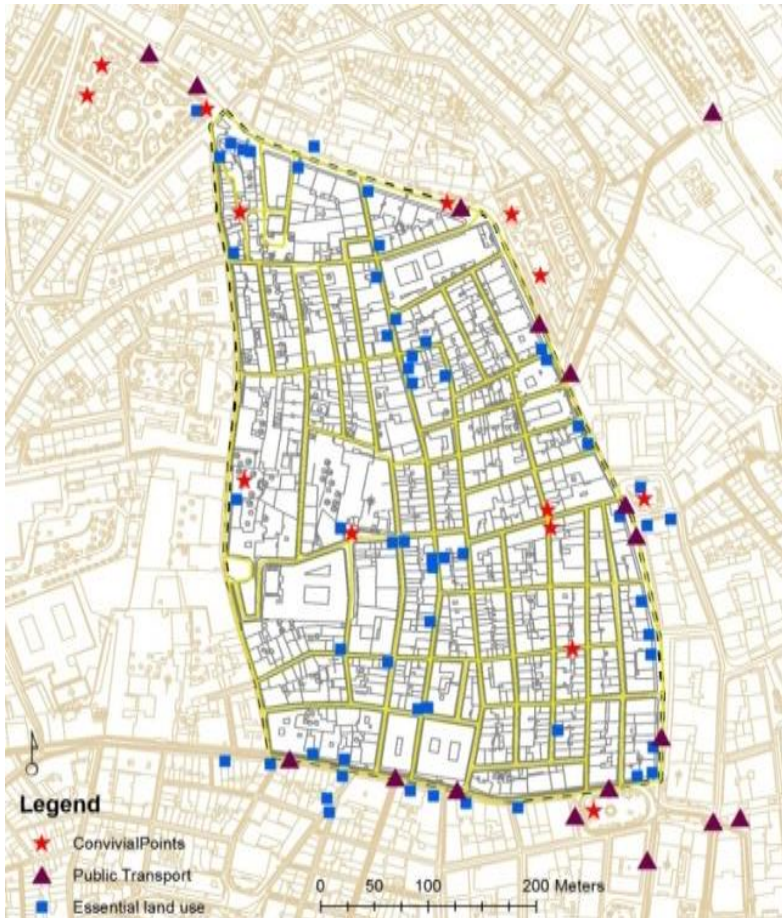 Legend
ConvivialPoints
Public Transport
Essential land use
0 50 100 200 Meters